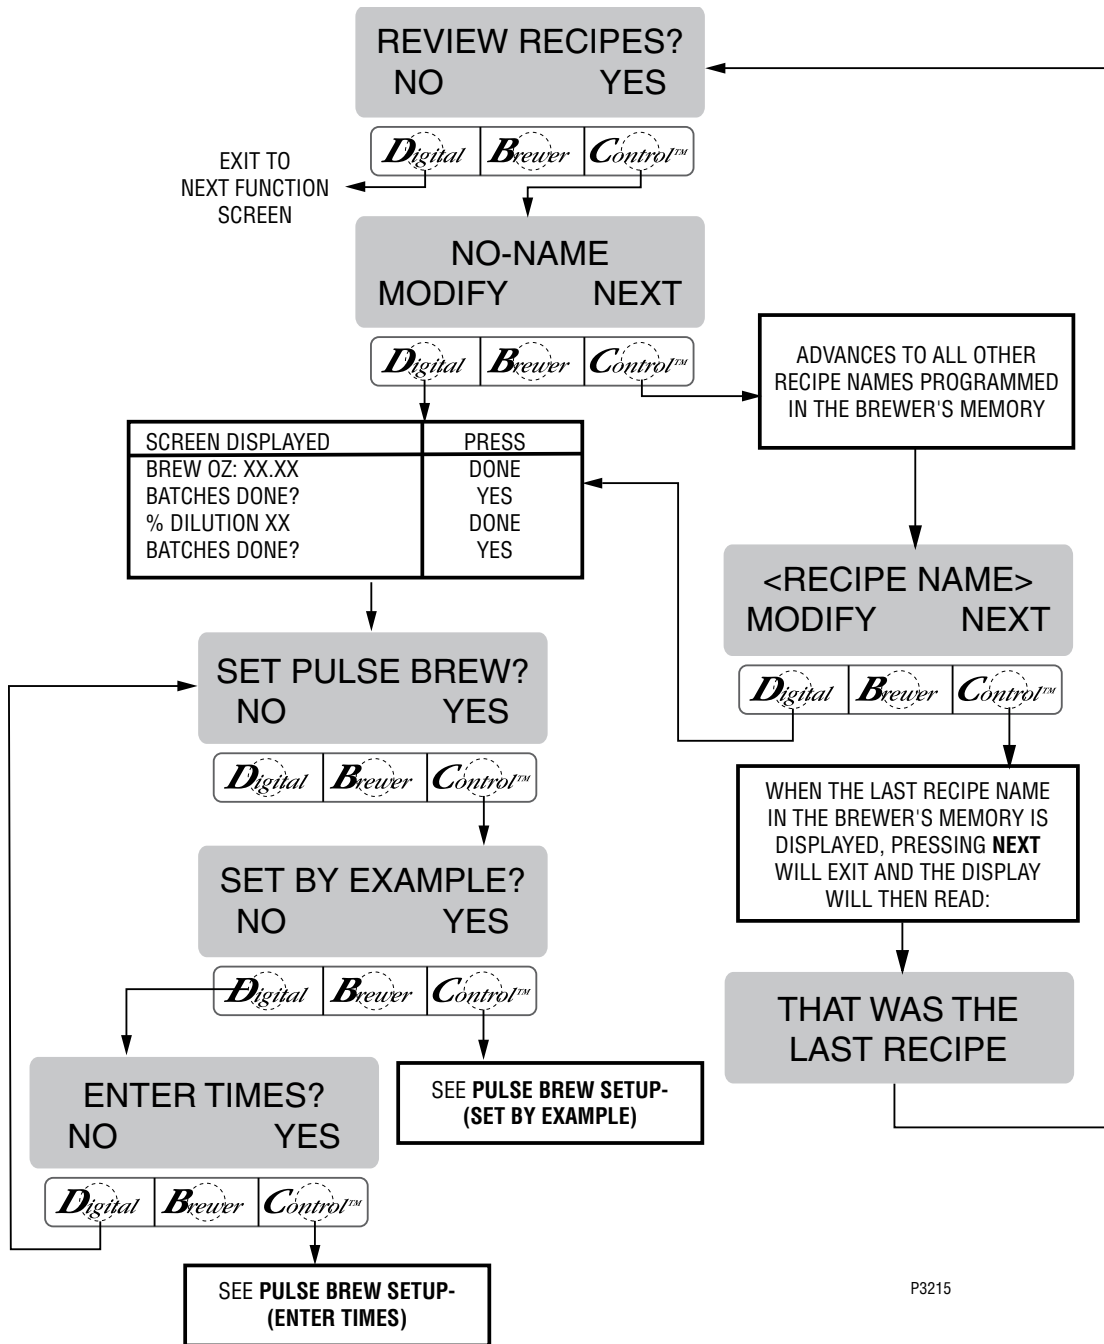 REVIEW RECIPES?
NO YES
Digital Brewer Control™
EXIT TO
NEXT FUNCTION
SCREEN
NO-NAME
MODIFY NEXT
Digital Brewer Control™
ADVANCES TO ALL OTHER
RECIPE NAMES PROGRAMMED
IN THE BREWER'S MEMORY
SCREEN DISPLAYED PRESS
BREW OZ: XX.XX DONE
BATCHES DONE? YES
% DILUTION XX DONE
BATCHES DONE? YES
<RECIPE NAME>
MODIFY NEXT
Digital Brewer Control™
SET PULSE BREW?
NO YES
Digital Brewer Control™
WHEN THE LAST RECIPE NAME
IN THE BREWER'S MEMORY IS
DISPLAYED, PRESSING NEXT
WILL EXIT AND THE DISPLAY
WILL THEN READ:
SET BY EXAMPLE?
NO YES
Digital Brewer Control™
THAT WAS THE
LAST RECIPE
ENTER TIMES?
NO YES
Digital Brewer Control™
SEE PULSE BREW SETUP-
(SET BY EXAMPLE)
SEE PULSE BREW SETUP-
(ENTER TIMES)
P3215